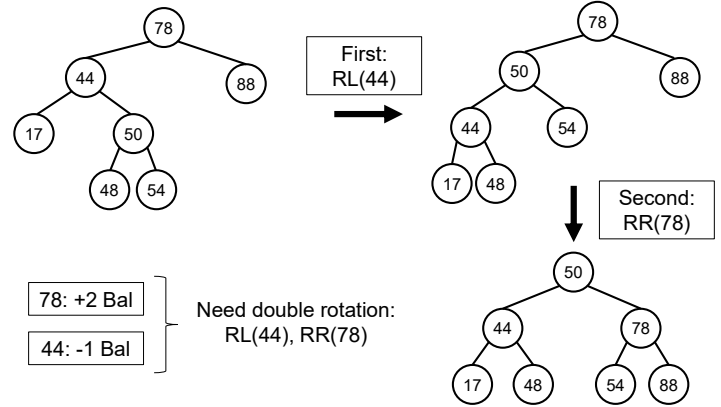 78
44
88
17
50
48
54
First:
RL(44)
78
50
88
44
54
17
48
Second:
RR(78)
50
44
78
17
48
54
88
78: +2 Bal
44: -1 Bal
Need double rotation:
RL(44), RR(78)